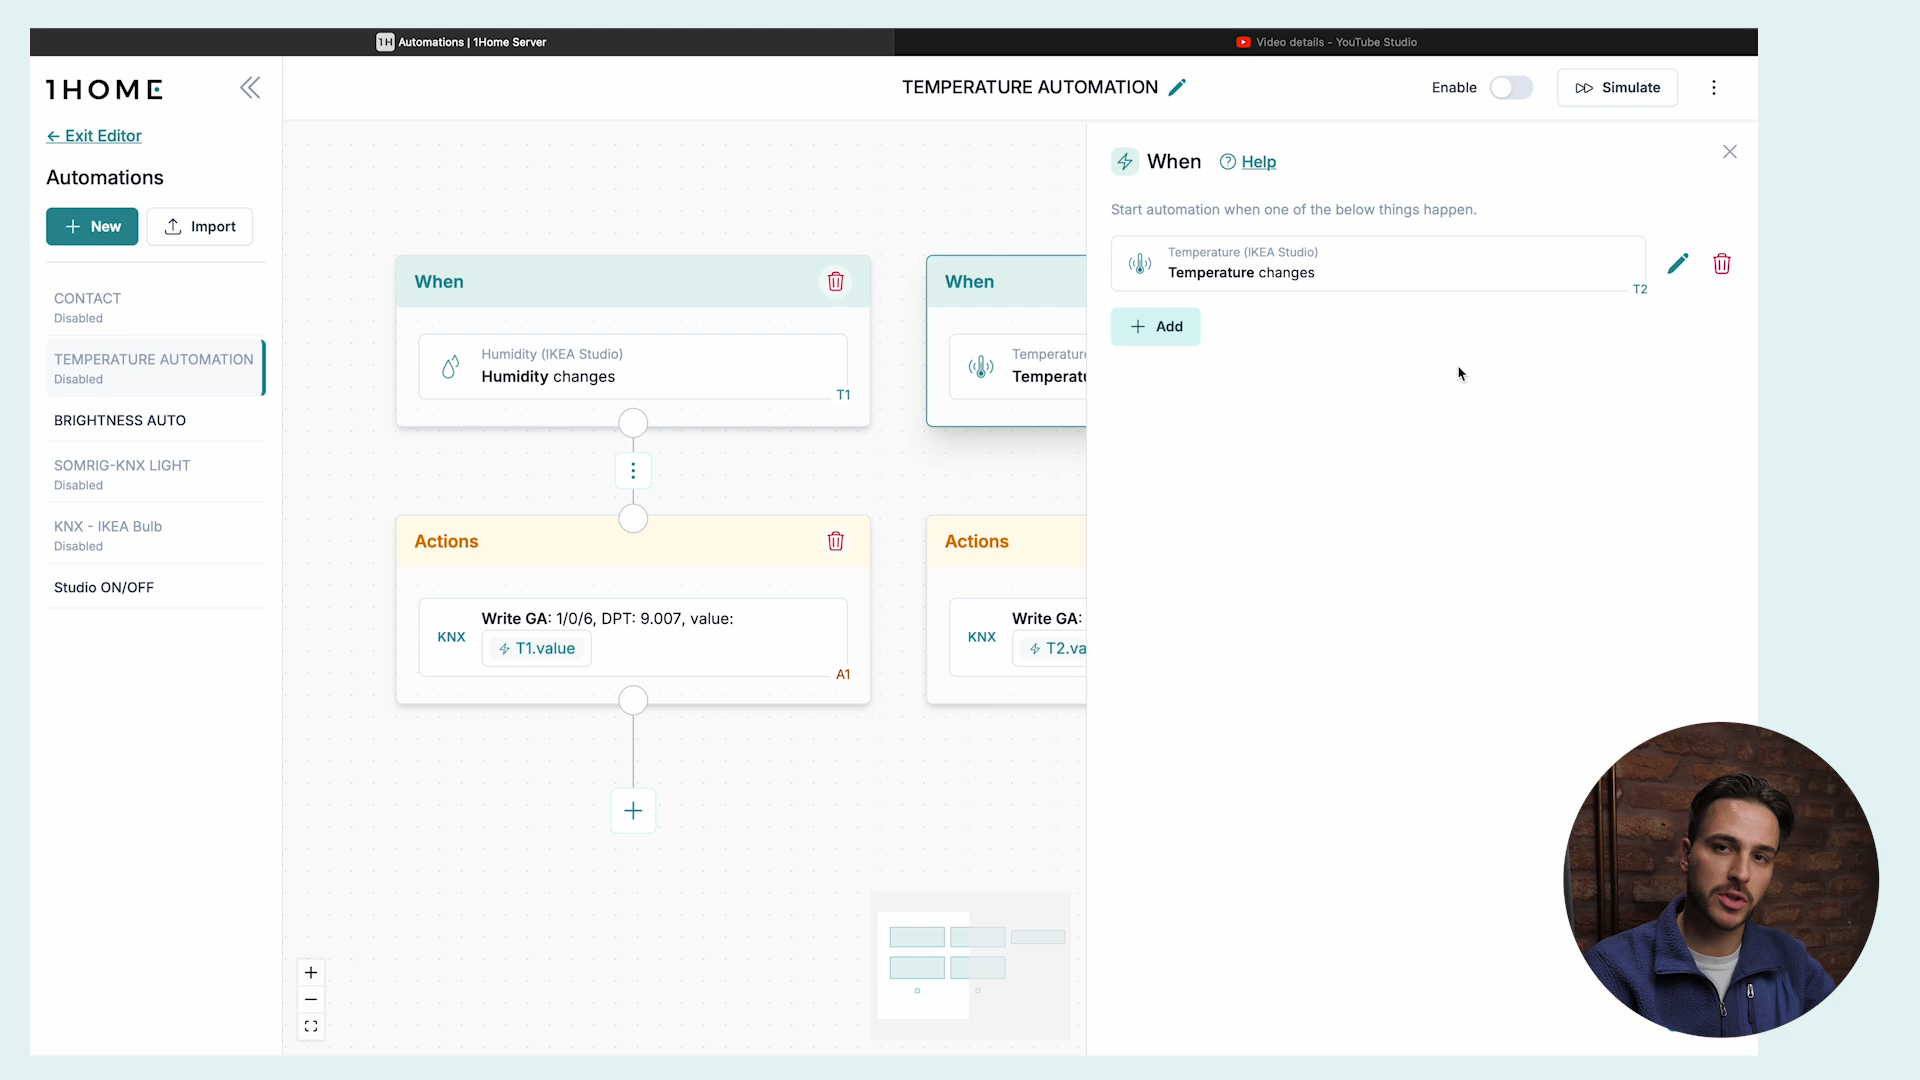 1H Automations | 1Home Server
Video details - YouTube Studio
1HOME
← Exit Editor
Automations
+ New
Import
CONTACT
Disabled
TEMPERATURE AUTOMATION
Disabled
BRIGHTNESS AUTO
SOMRIG-KNX LIGHT
Disabled
KNX - IKEA Bulb
Disabled
Studio ON/OFF
TEMPERATURE AUTOMATION
Enable
Simulate
When
Humidity (IKEA Studio)
Humidity changes
T1
Actions
KNX
Write GA: 1/0/6, DPT: 9.007, value:
T1.value
A1
When
Temperature
Temperatu
Actions
KNX
Write GA:
T2.va
When
Help
Start automation when one of the below things happen.
Temperature (IKEA Studio)
Temperature changes
T2
+ Add